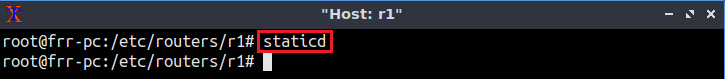 "Host: r1"
root@frr-pc:/etc/routers/r1# staticd
root@frr-pc:/etc/routers/r1#